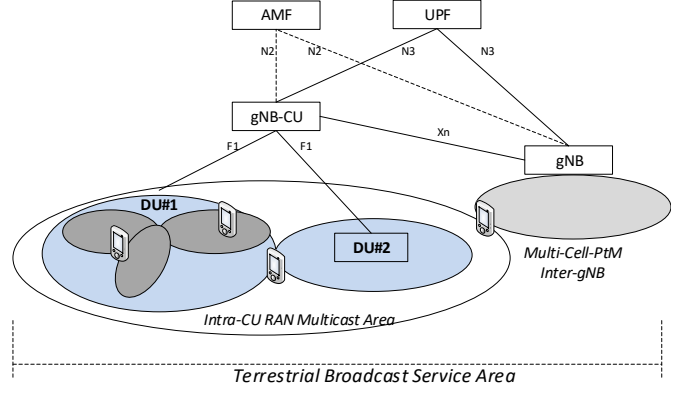 AMF
UPF
N2
N2
N3
N3
gNB-CU
F1
F1
Xn
gNB
DU#1
DU#2
Multi-Cell-PtM
Inter-gNB
Intra-CU RAN Multicast Area
Terrestrial Broadcast Service Area